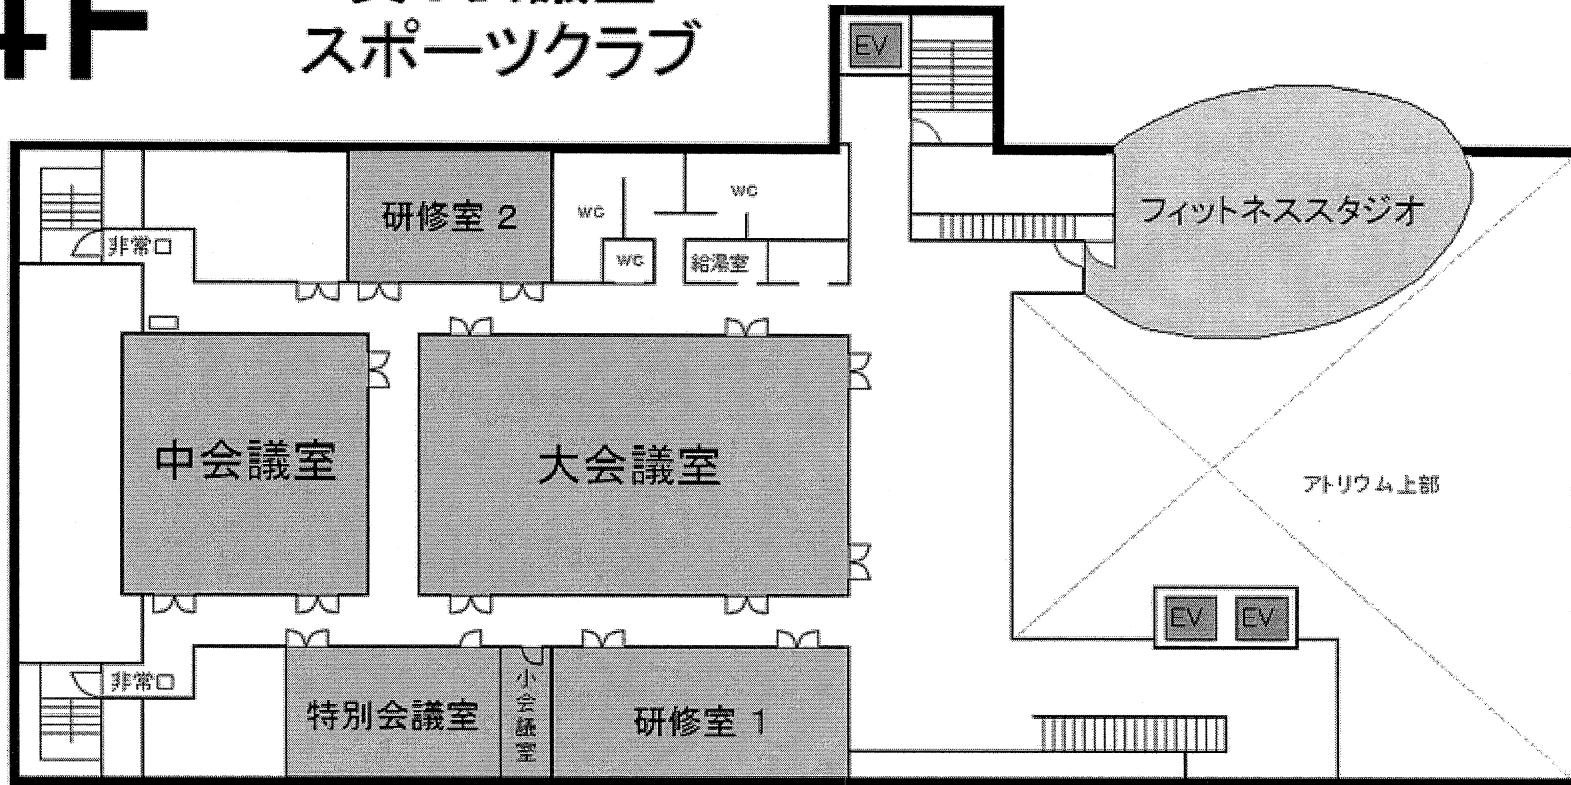 4F
スポーツクラブ
EV
研修室 2
wc
wc
フィットネススタジオ
非常口
wc
給湯室
中会議室
大会議室
アトリウム上部
EV
EV
非常口
特別会議室
小会議室
研修室 1